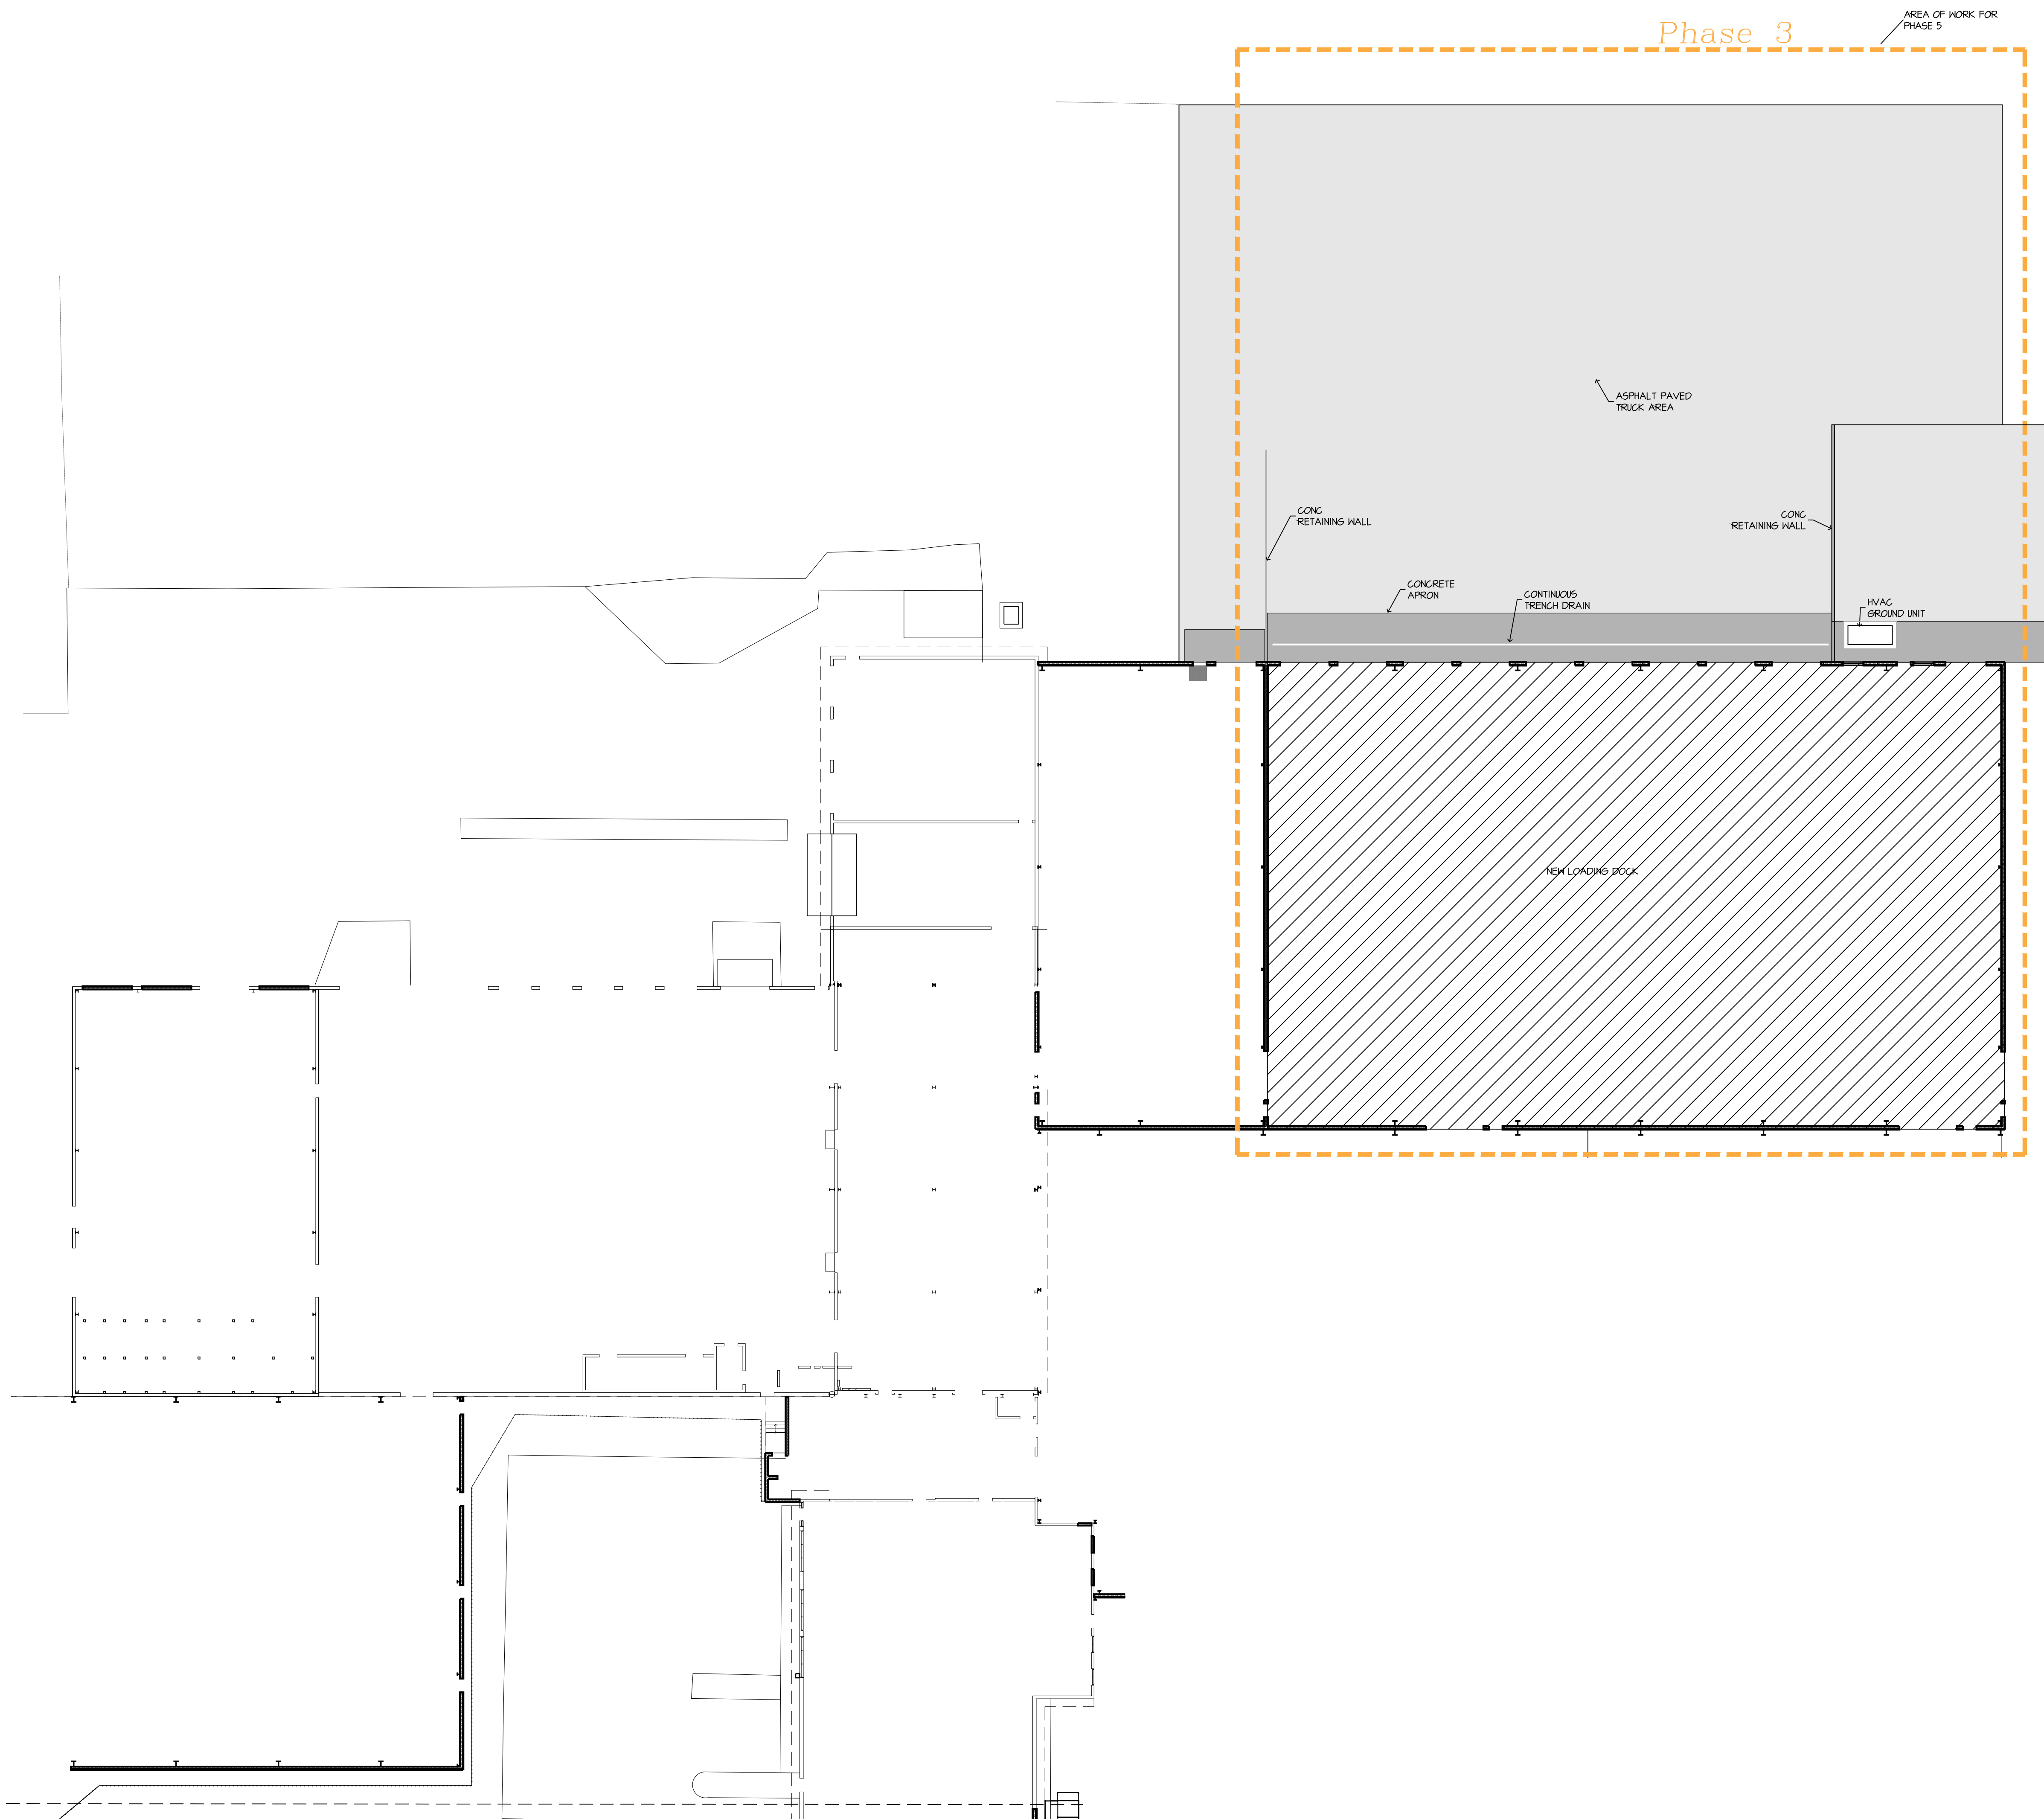 AREA OF WORK FOR
PHASE 5
Phase 3
ASPHALT PAVED
TRUCK AREA
CONC
RETAINING WALL
CONC
RETAINING WALL
CONCRETE
APRON
CONTINUOUS
TRENCH DRAIN
HVAC
GROUND UNIT
NEW LOADING DOCK